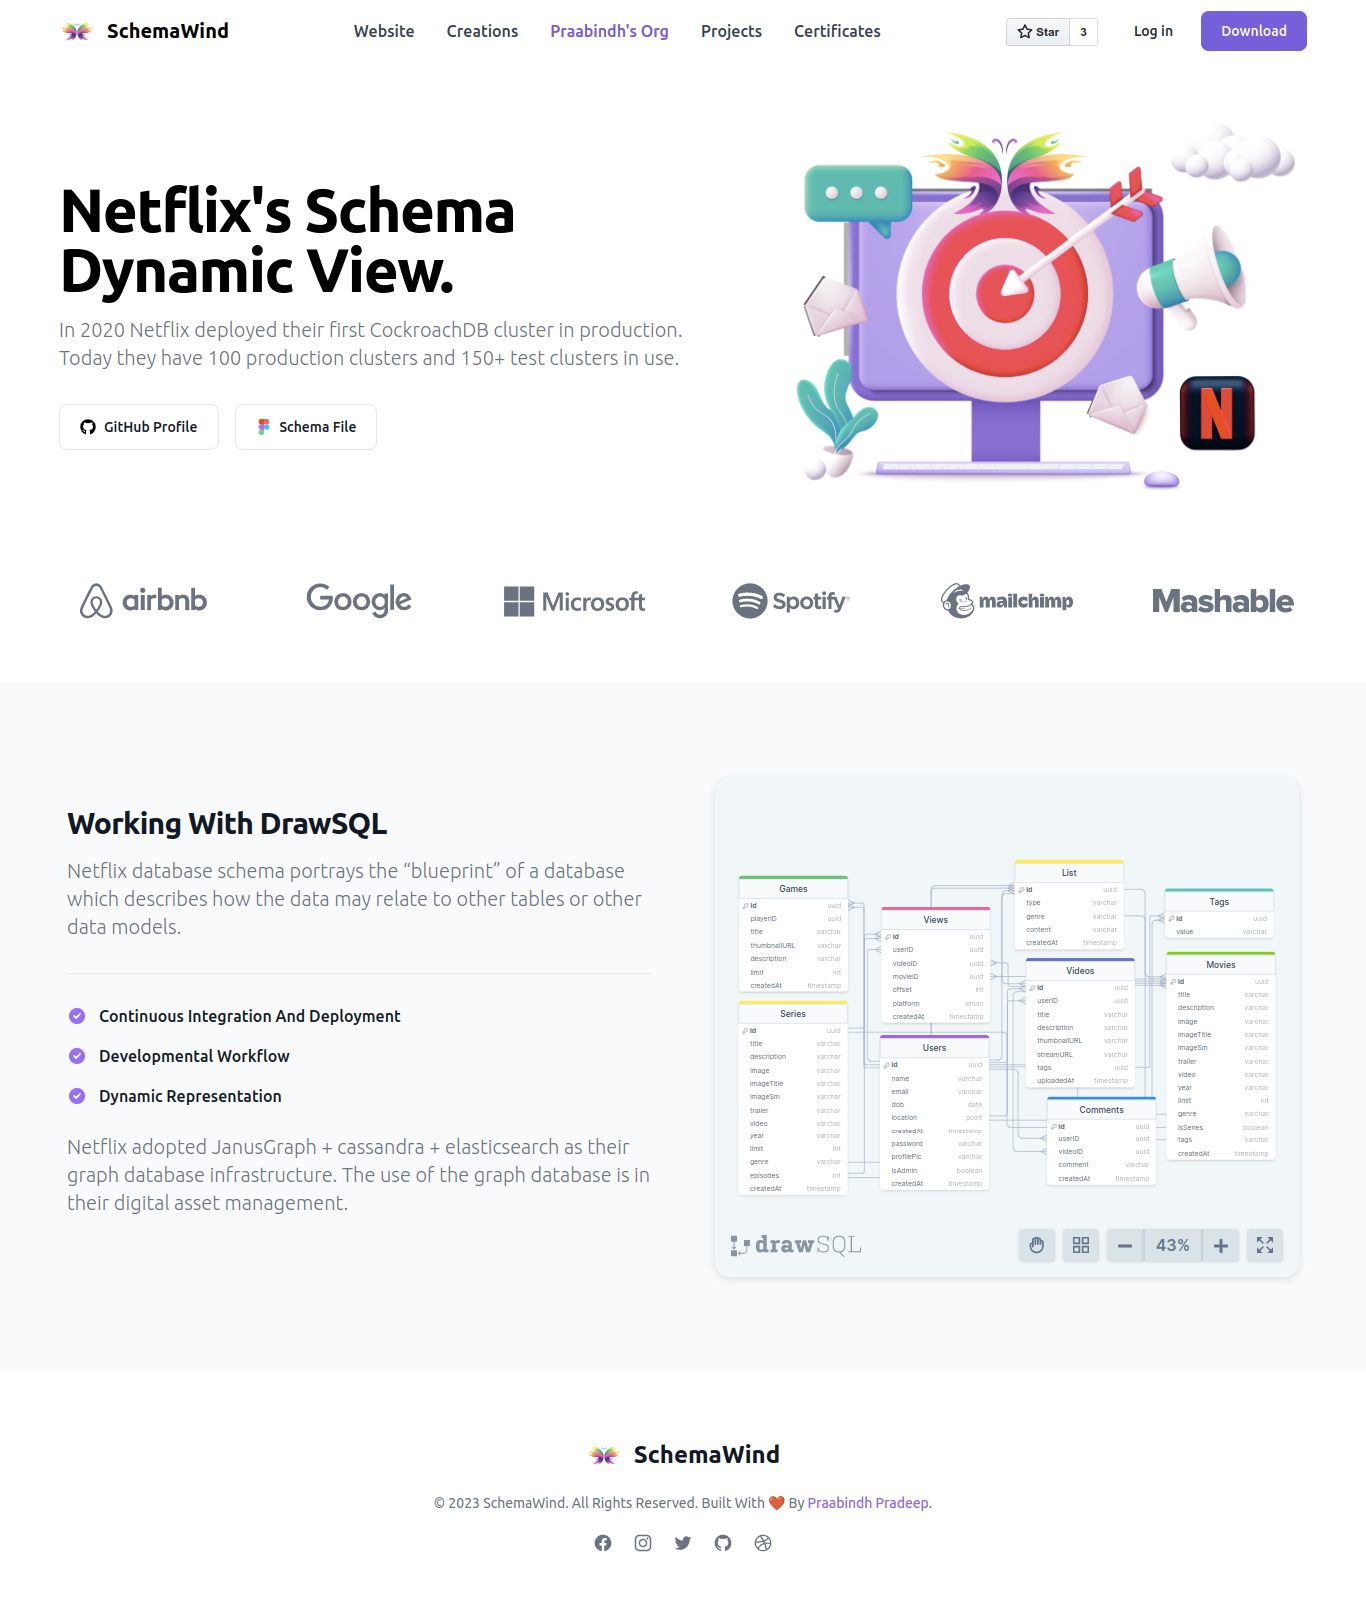 SchemaWind
Website
Creations
Praabindh's Org
Projects
Certificates
Star
3
Log in
Download
Netflix's Schema
Dynamic View.
In 2020 Netflix deployed their first CockroachDB cluster in production.
Today they have 100 production clusters and 150+ test clusters in use.
GitHub Profile
Schema File
N
airbnb
Google
Microsoft
Spotify
mailchimp
Mashable
Working With DrawSQL
Netflix database schema portrays the “blueprint” of a database
which describes how the data may relate to other tables or other
data models.
Continuous Integration And Deployment
Developmental Workflow
Dynamic Representation
Netflix adopted JanusGraph + cassandra + elasticsearch as their
graph database infrastructure. The use of the graph database is in
their digital asset management.
Games
id uuid
playerID uuid
title varchar
thumbnailURL varchar
description varchar
limit int
createdAt timestamp
Series
id uuid
title varchar
description varchar
image varchar
imageTitle varchar
imageSm varchar
trailer varchar
video varchar
year varchar
limit int
genre varchar
episodes int
createdAt timestamp
Views
id uuid
userID uuid
videoID uuid
movieID uuid
offset int
platform enum
createdAt timestamp
Users
id uuid
name varchar
email varchar
dob date
location point
createdAt timestamp
password varchar
profilePic varchar
isAdmin boolean
createdAt timestamp
List
id uuid
type varchar
genre varchar
content varchar
createdAt timestamp
Videos
id uuid
userID uuid
title varchar
description varchar
thumbnailURL varchar
streamURL varchar
tags uuid
uploadedAt timestamp
Comments
id uuid
userID uuid
videoID uuid
comment varchar
createdAt timestamp
Tags
id uuid
value varchar
Movies
id uuid
title varchar
description varchar
image varchar
imageTitle varchar
imageSm varchar
trailer varchar
video varchar
year varchar
limit int
genre varchar
isSeries boolean
tags varchar
createdAt timestamp
drawSQL
43%
SchemaWind
© 2023 SchemaWind. All Rights Reserved. Built With ❤️ By Praabindh Pradeep.